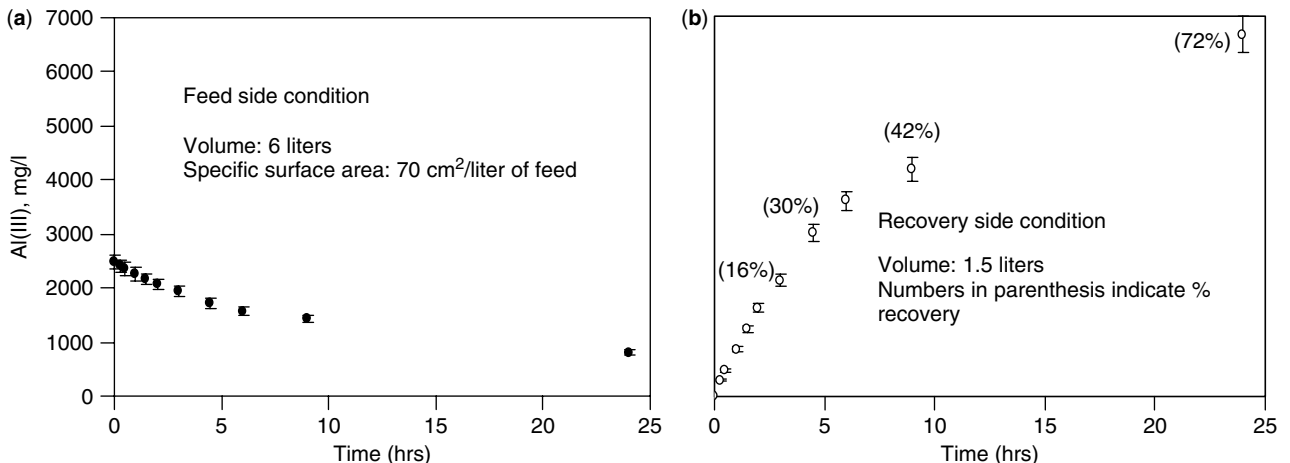 (a)
7000
6000
5000
4000
3000
2000
1000
0
Al(III), mg/l
Feed side condition
Volume: 6 liters
Specific surface area: 70 cm²/liter of feed
0 5 10 15 20 25
Time (hrs)
(b)
(72%)
(42%)
(30%)
(16%)
Recovery side condition
Volume: 1.5 liters
Numbers in parenthesis indicate %
recovery
0 5 10 15 20 25
Time (hrs)